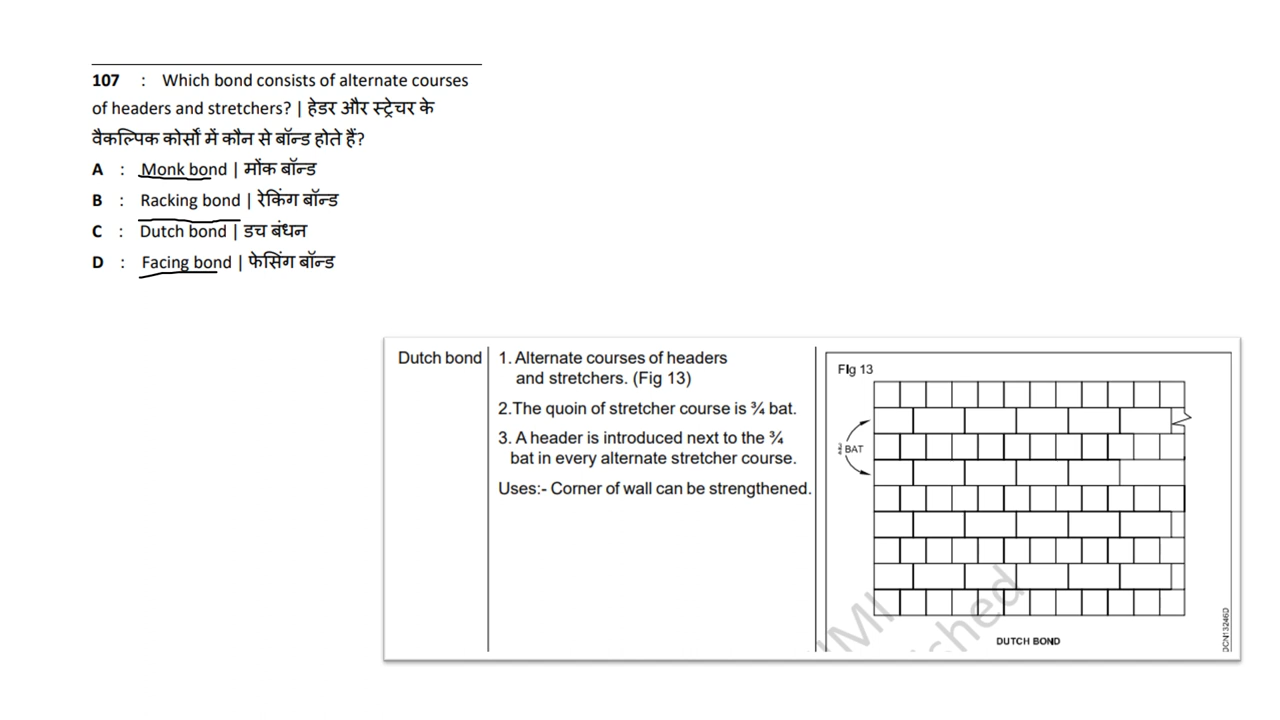 107 : Which bond consists of alternate courses
of headers and stretchers? | हेडर और स्ट्रेचर के
वैकल्पिक कोर्सों में कौन से बॉन्ड होते हैं?
A : Monk bond | मोंक बॉन्ड
B : Racking bond | रेकिंग बॉन्ड
C : Dutch bond | डच बंधन
D : Facing bond | फेसिंग बॉन्ड
Dutch bond
1. Alternate courses of headers
and stretchers. (Fig 13)
2.The quoin of stretcher course is ¾ bat.
3. A header is introduced next to the ¾
bat in every alternate stretcher course.
Uses:- Corner of wall can be strengthened.
Fig 13
¾ BAT
DUTCH BOND
DCN13246D
IMI
shed